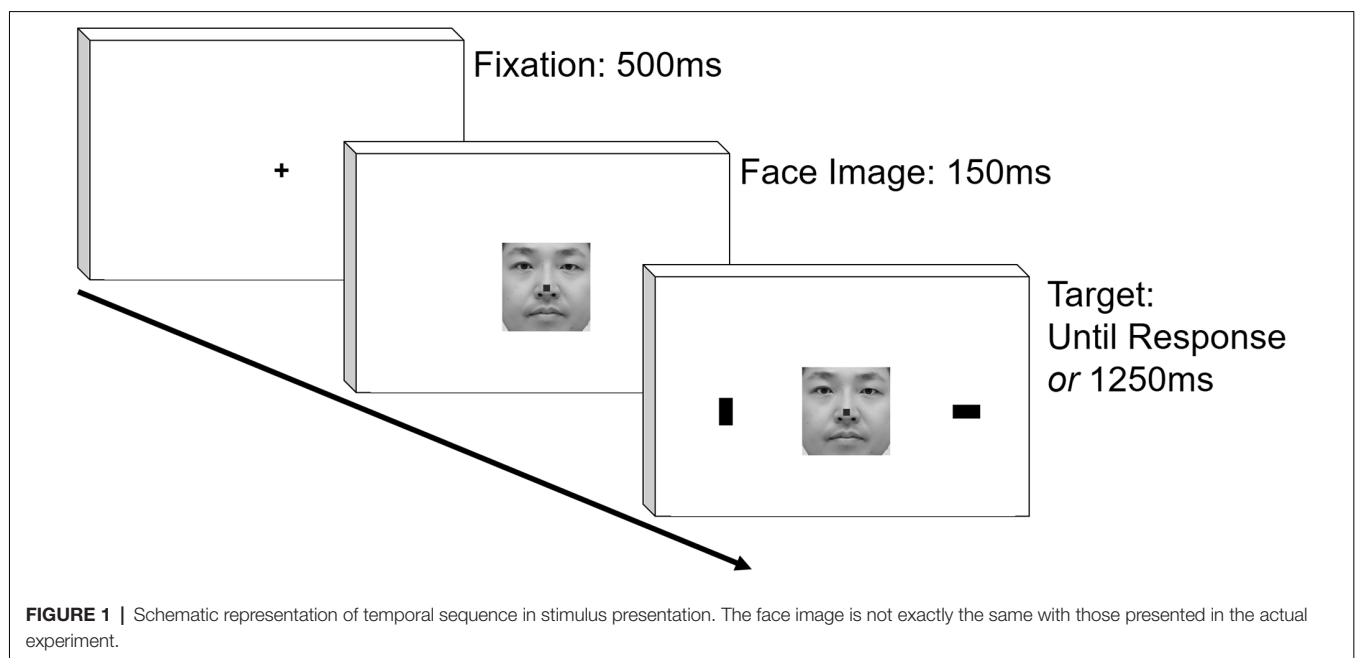 Fixation: 500ms
+
Face Image: 150ms
Target:
Until Response
or 1250ms
FIGURE 1 | Schematic representation of temporal sequence in stimulus presentation. The face image is not exactly the same with those presented in the actual
experiment.